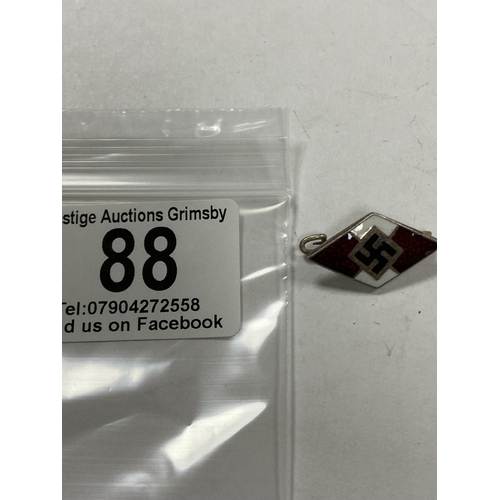 stige Auctions Grimsby
88
Tel:07904272558
d us on Facebook